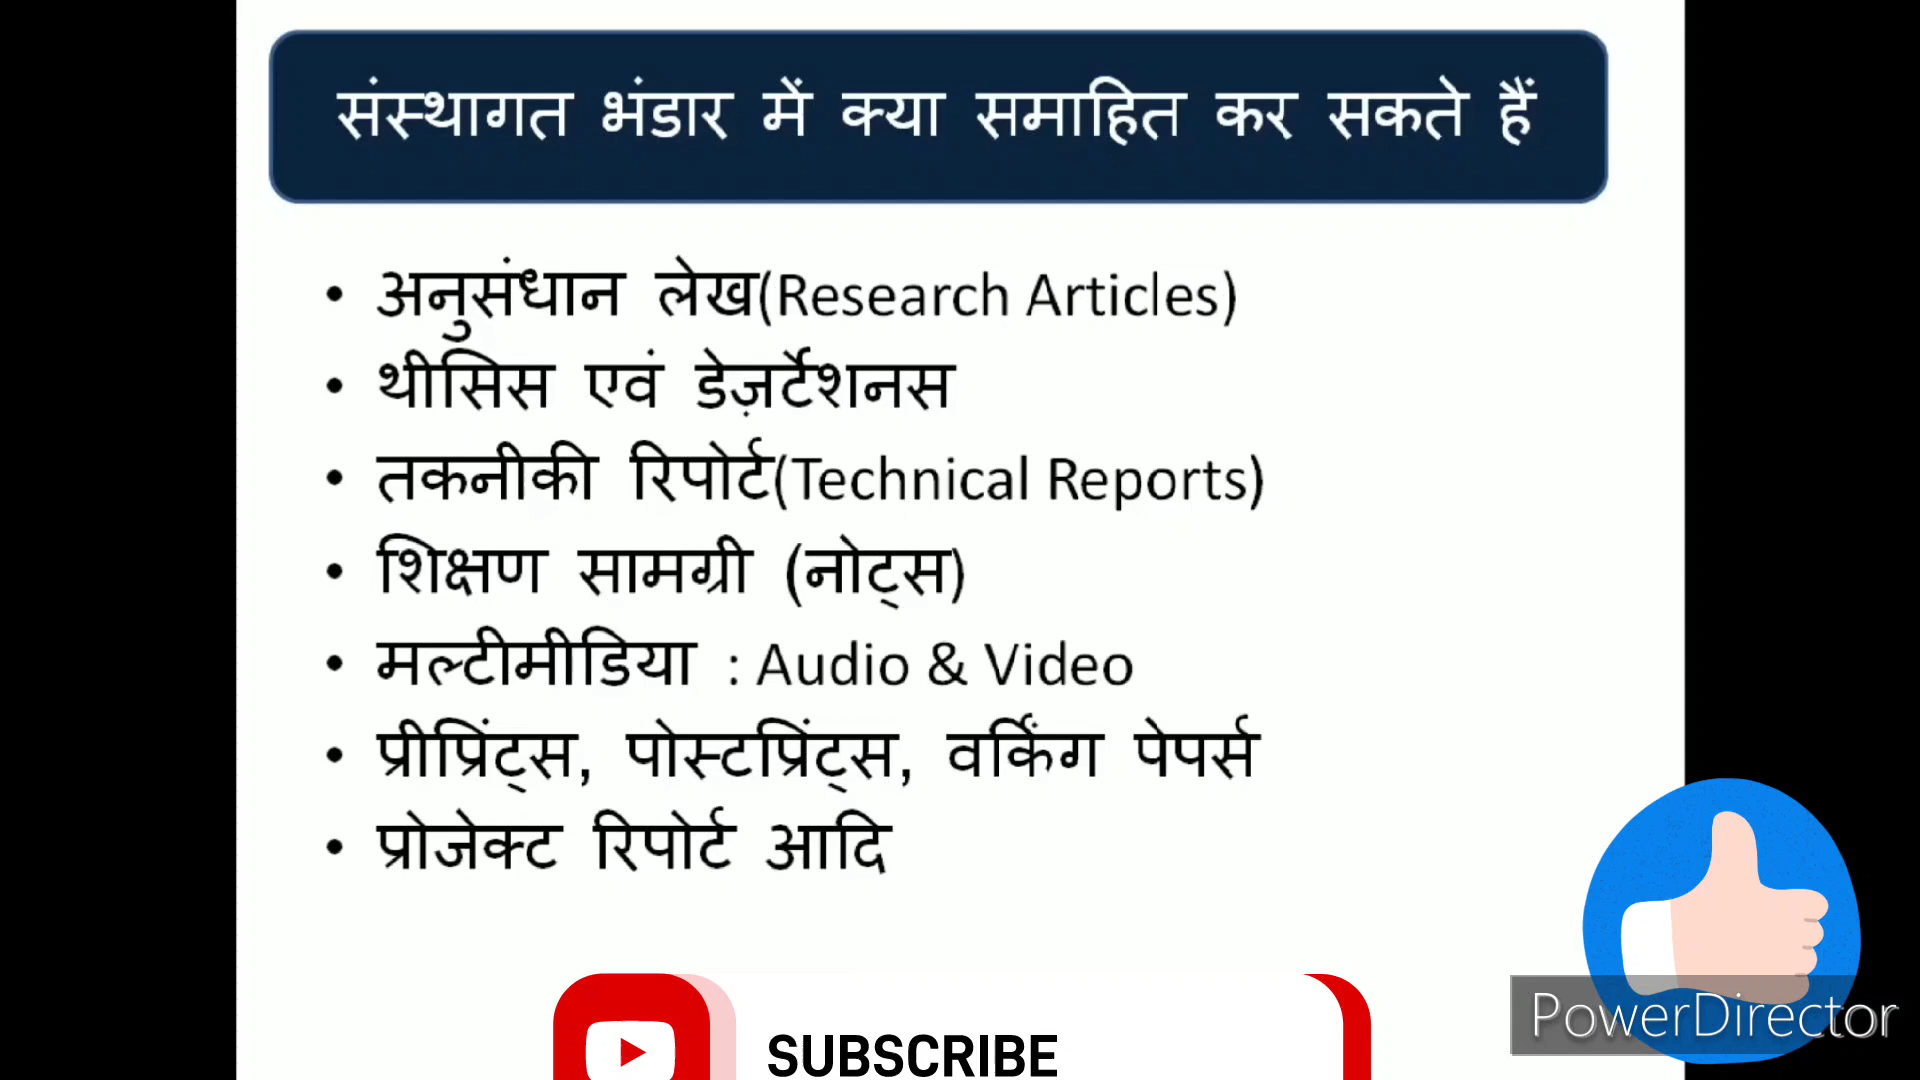 संस्थागत भंडार में क्या समाहित कर सकते हैं
• अनुसंधान लेख(Research Articles)
• थीसिस एवं डेज़र्टेशनस
• तकनीकी रिपोर्ट(Technical Reports)
• शिक्षण सामग्री (नोट्स)
• मल्टीमीडिया : Audio & Video
• प्रीप्रिंट्स, पोस्टप्रिंट्स, वर्किंग पेपर्स
• प्रोजेक्ट रिपोर्ट आदि
PowerDirector
SUBSCRIBE